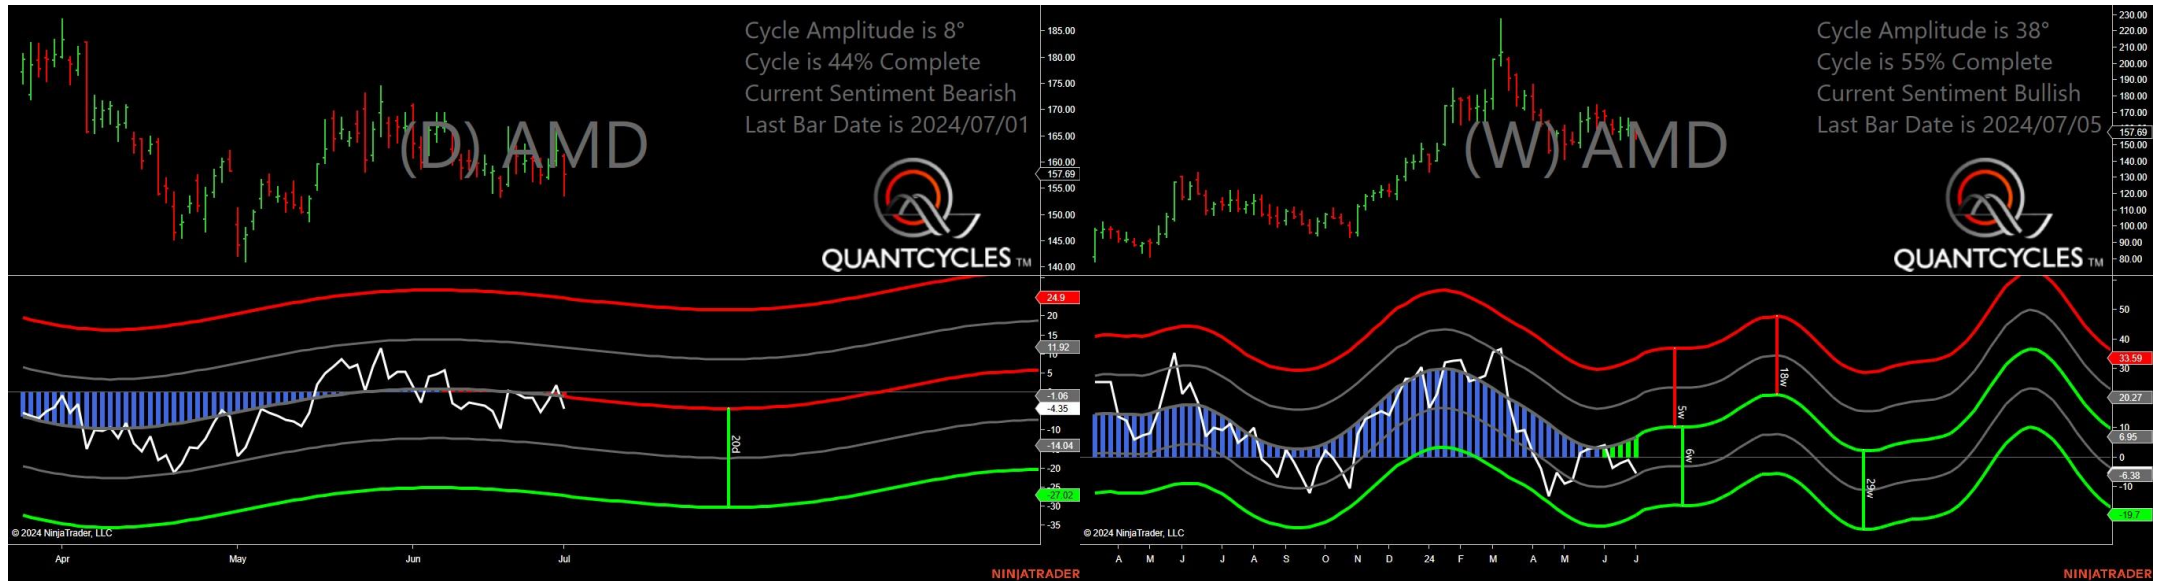 Cycle Amplitude is 8°
Cycle is 44% Complete
Current Sentiment Bearish
Last Bar Date is 2024/07/01
(D) AMD
QUANTCYCLES TM
185.00
180.00
175.00
170.00
165.00
160.00
157.69
155.00
150.00
145.00
140.00
24.9
20
15
11.92
10
5
-1.06
-4.35
-10
-14.04
-20
-27.02
-30
-35
20d
© 2024 NinjaTrader, LLC
Apr May Jun Jul
NINJATRADER
Cycle Amplitude is 38°
Cycle is 55% Complete
Current Sentiment Bullish
Last Bar Date is 2024/07/05
(W) AMD
QUANTCYCLES TM
230.00
220.00
210.00
200.00
190.00
180.00
170.00
157.69
150.00
140.00
130.00
120.00
110.00
100.00
90.00
80.00
50
40
33.59
30
20.27
10
6.95
0
-6.38
-10
-19.7
5w
6w
18w
29w
© 2024 NinjaTrader, LLC
A M J J A S O N D 24 F M A M J J
NINJATRADER